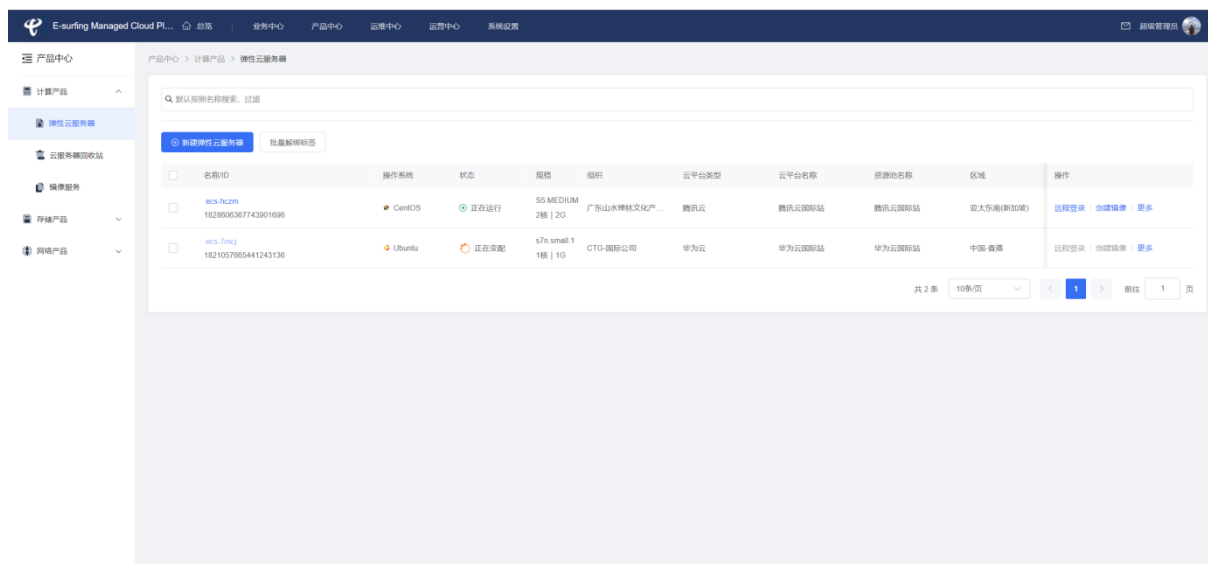 E-surfing Managed Cloud Pl... 总览 | 业务中心 产品中心 运维中心 运营中心 系统设置 超级管理员
产品中心
产品中心 > 计算产品 > 弹性云服务器
计算产品
弹性云服务器
云服务器回收站
镜像服务
存储产品
网络产品
默认按照名称搜索、过滤
新建弹性云服务器 批量解绑标签
名称/ID 操作系统 状态 规格 组织 云平台类型 云平台名称 资源池名称 区域 操作
ecs-hczm
1828606367743901696
CentOS 正在运行
S5.MEDIUM
2核 | 2G
广东山水禅林文化产... 腾讯云 腾讯云国际站 腾讯云国际站 亚太东南(新加坡) 远程登录 | 创建镜像 | 更多
ecs-7mcj
1821057665441243136
Ubuntu 正在变配
s7n.small.1
1核 | 1G
CTG-国际公司 华为云 华为云国际站 华为云国际站 中国-香港 远程登录 | 创建镜像 | 更多
共 2 条 10条/页 < 1 > 前往 1 页